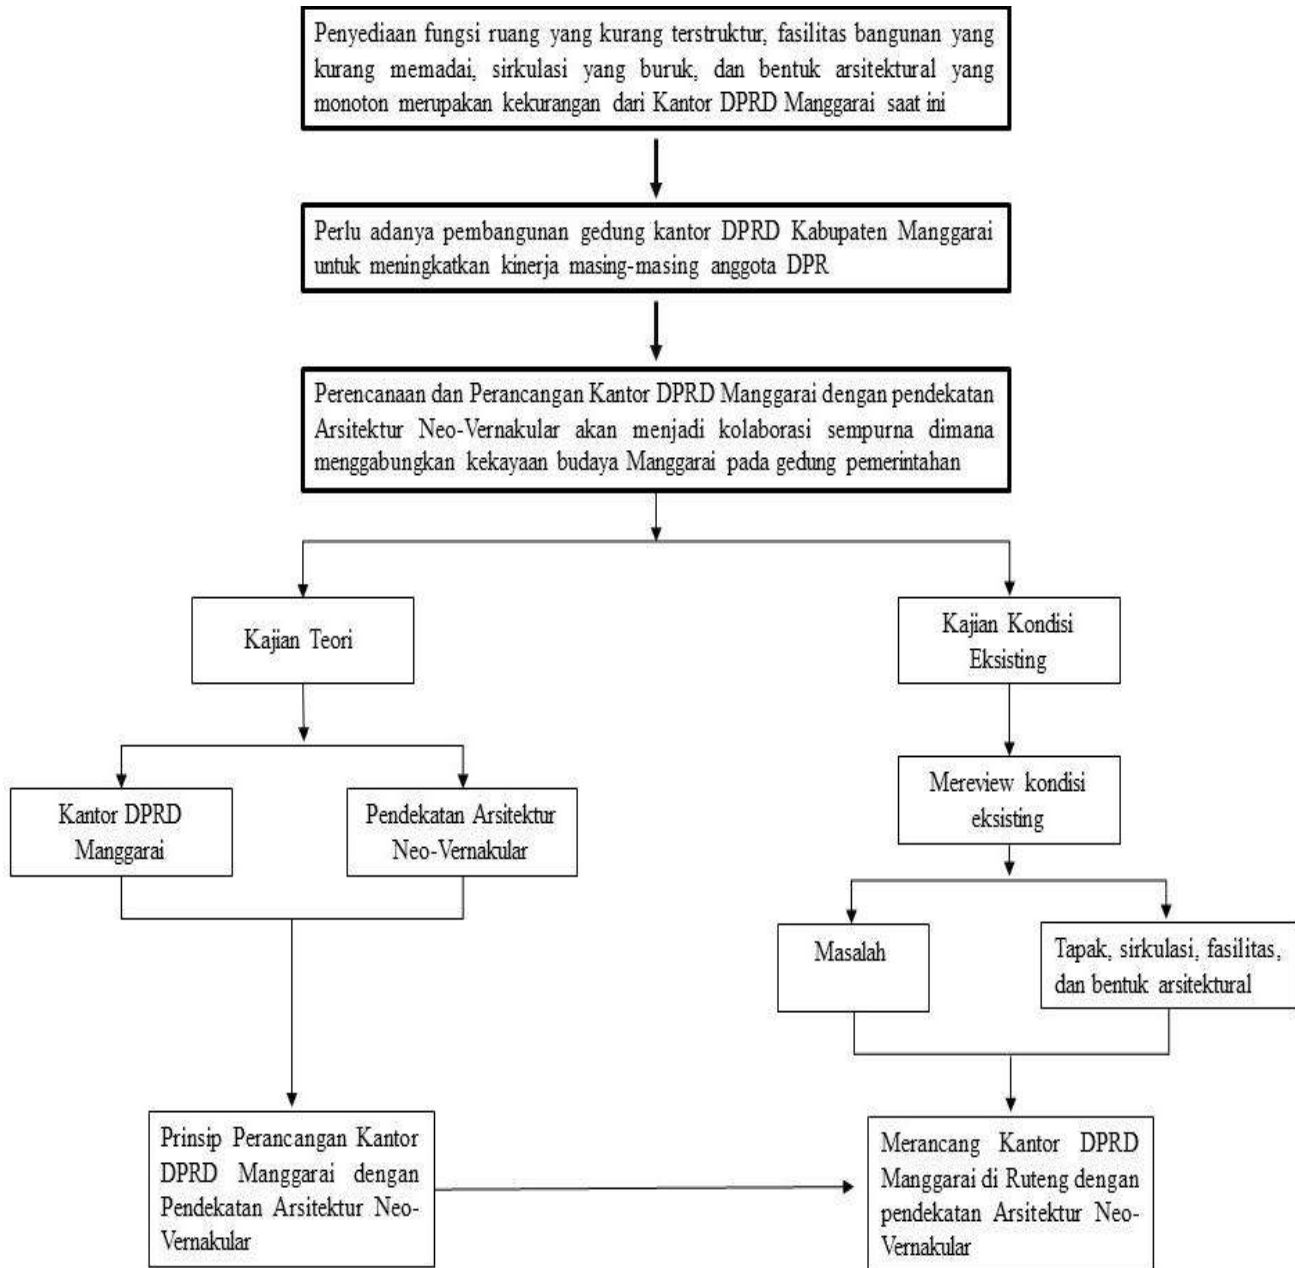 Penyediaan fungsi ruang yang kurang terstruktur, fasilitas bangunan yang
kurang memadai, sirkulasi yang buruk, dan bentuk arsitektural yang
monoton merupakan kekurangan dari Kantor DPRD Manggarai saat ini
Perlu adanya pembangunan gedung kantor DPRD Kabupaten Manggarai
untuk meningkatkan kinerja masing-masing anggota DPR
Perencanaan dan Perancangan Kantor DPRD Manggarai dengan pendekatan
Arsitektur Neo-Vernakular akan menjadi kolaborasi sempurna dimana
menggabungkan kekayaan budaya Manggarai pada gedung pemerintahan
Kajian Teori
Kajian Kondisi
Eksisting
Kantor DPRD
Manggarai
Pendekatan Arsitektur
Neo-Vernakular
Mereview kondisi
eksisting
Masalah
Tapak, sirkulasi, fasilitas,
dan bentuk arsitektural
Prinsip Perancangan Kantor
DPRD Manggarai dengan
Pendekatan Arsitektur Neo-
Vernakular
Merancang Kantor DPRD
Manggarai di Ruteng dengan
pendekatan Arsitektur Neo-
Vernakular